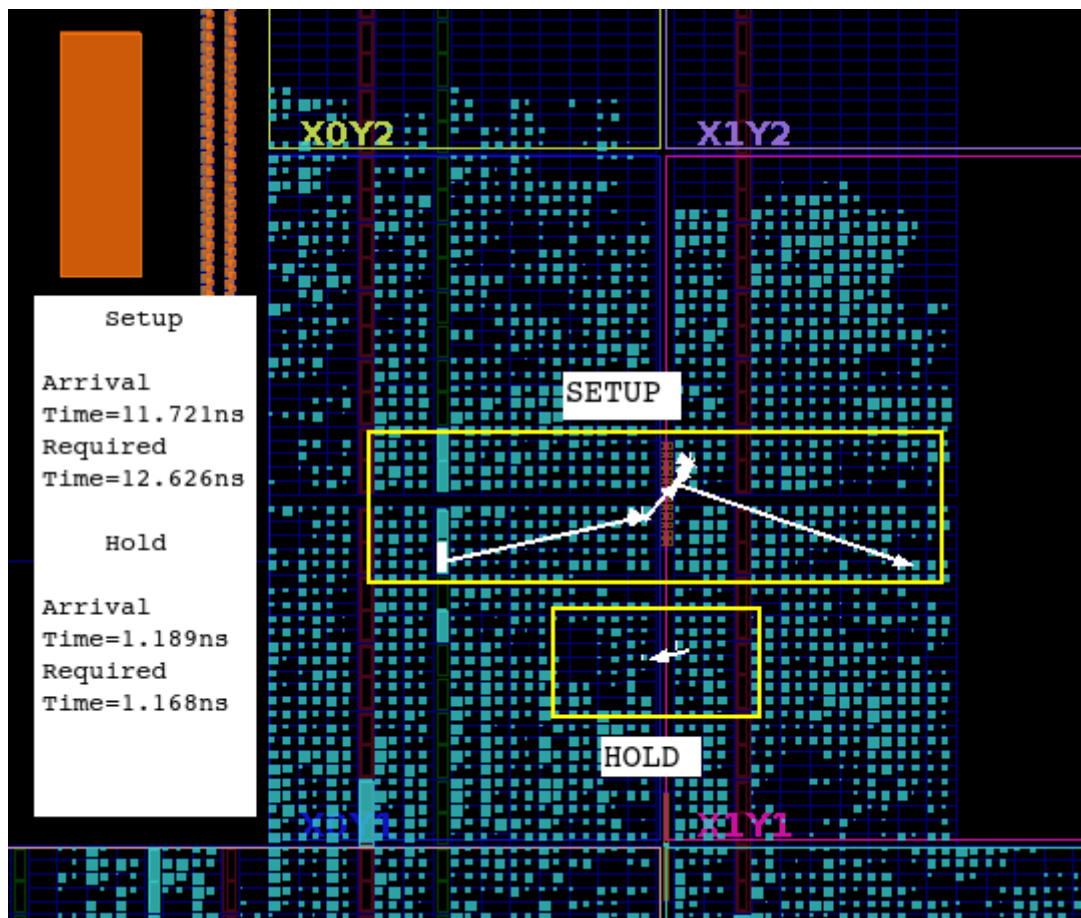 X0Y2
X1Y2
Setup
Arrival
Time=11.721ns
Required
Time=12.626ns
Hold
Arrival
Time=1.189ns
Required
Time=1.168ns
SETUP
HOLD
X0Y1
X1Y1